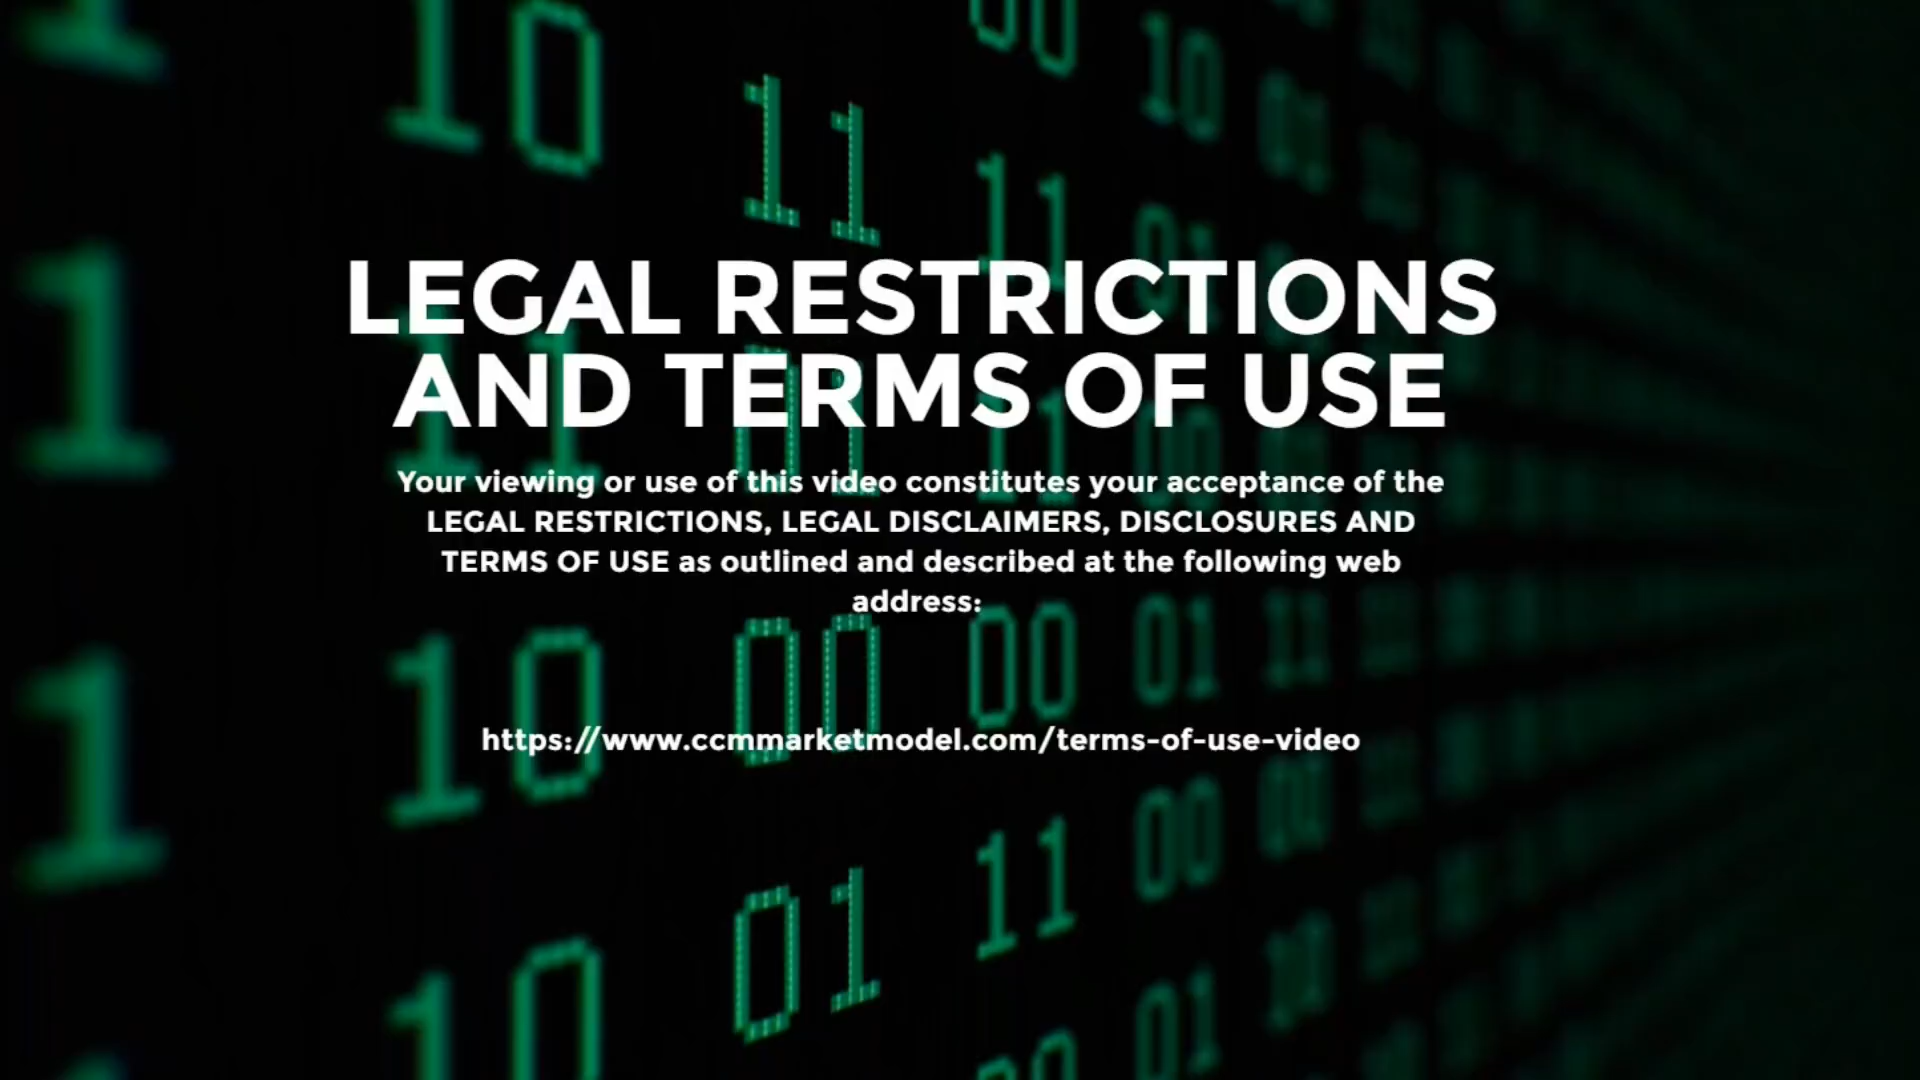 LEGAL RESTRICTIONS
AND TERMS OF USE
Your viewing or use of this video constitutes your acceptance of the
LEGAL RESTRICTIONS, LEGAL DISCLAIMERS, DISCLOSURES AND
TERMS OF USE as outlined and described at the following web
address:
https://www.ccmmarketmodel.com/terms-of-use-video